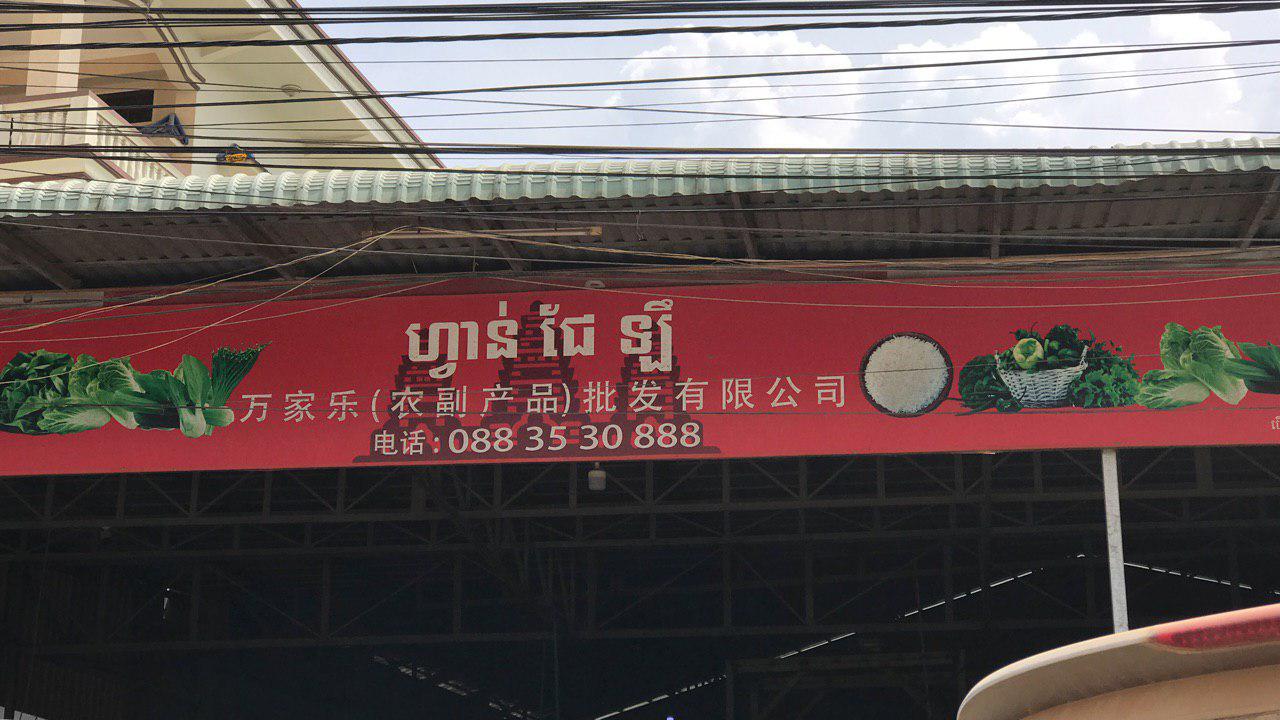 ហ្វាន់ ជែ ឡឺ
万家乐(农副产品)批发有限公司
电话:088 35 30 888